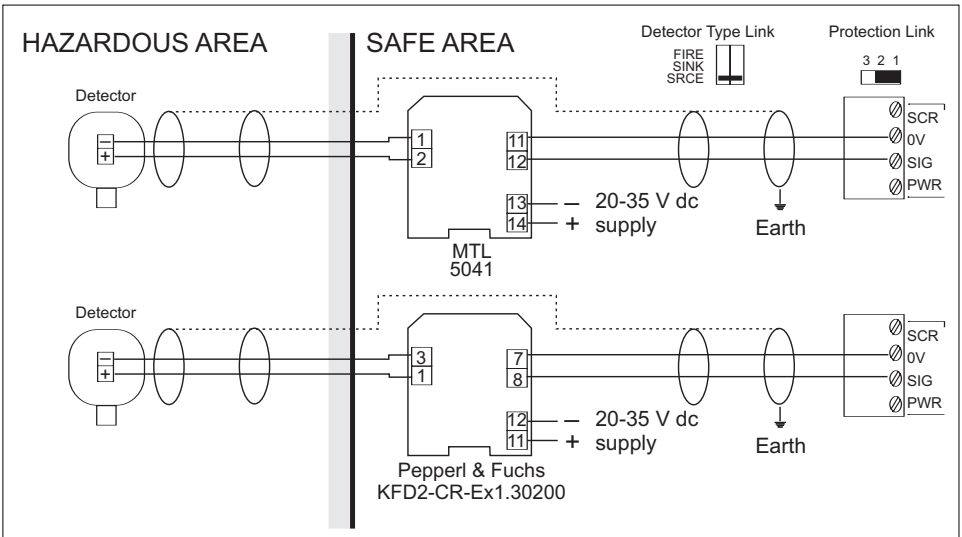 HAZARDOUS AREA
SAFE AREA
Detector Type Link
FIRE
SINK
SRCE
Protection Link
3 2 1
Detector
–
+
1
2
11
12
13
14
– 20-35 V dc
+ supply
MTL
5041
Earth
SCR
0V
SIG
PWR
Detector
–
+
3
1
7
8
12
11
– 20-35 V dc
+ supply
Pepperl & Fuchs
KFD2-CR-Ex1.30200
Earth
SCR
0V
SIG
PWR